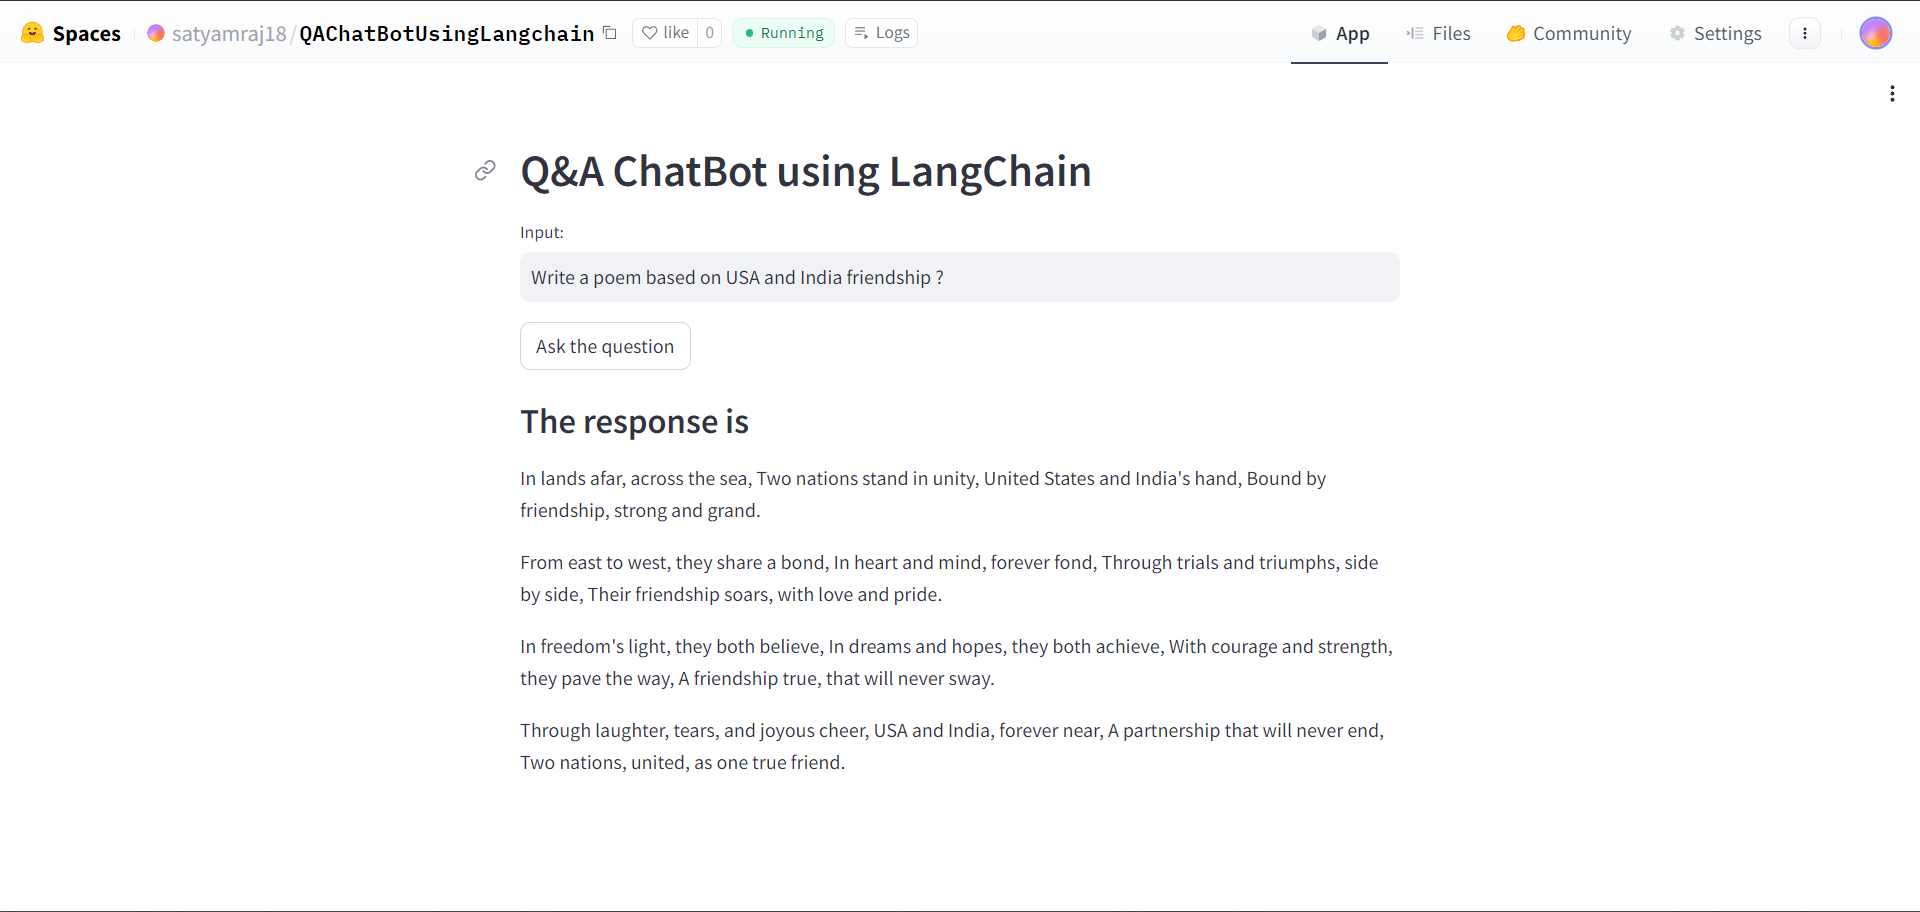 Spaces satyamraj18/QAChatBotUsingLangchain like 0 Running Logs App Files Community Settings
Q&A ChatBot using LangChain
Input:
Write a poem based on USA and India friendship ?
Ask the question
The response is
In lands afar, across the sea, Two nations stand in unity, United States and India's hand, Bound by
friendship, strong and grand.
From east to west, they share a bond, In heart and mind, forever fond, Through trials and triumphs, side
by side, Their friendship soars, with love and pride.
In freedom's light, they both believe, In dreams and hopes, they both achieve, With courage and strength,
they pave the way, A friendship true, that will never sway.
Through laughter, tears, and joyous cheer, USA and India, forever near, A partnership that will never end,
Two nations, united, as one true friend.